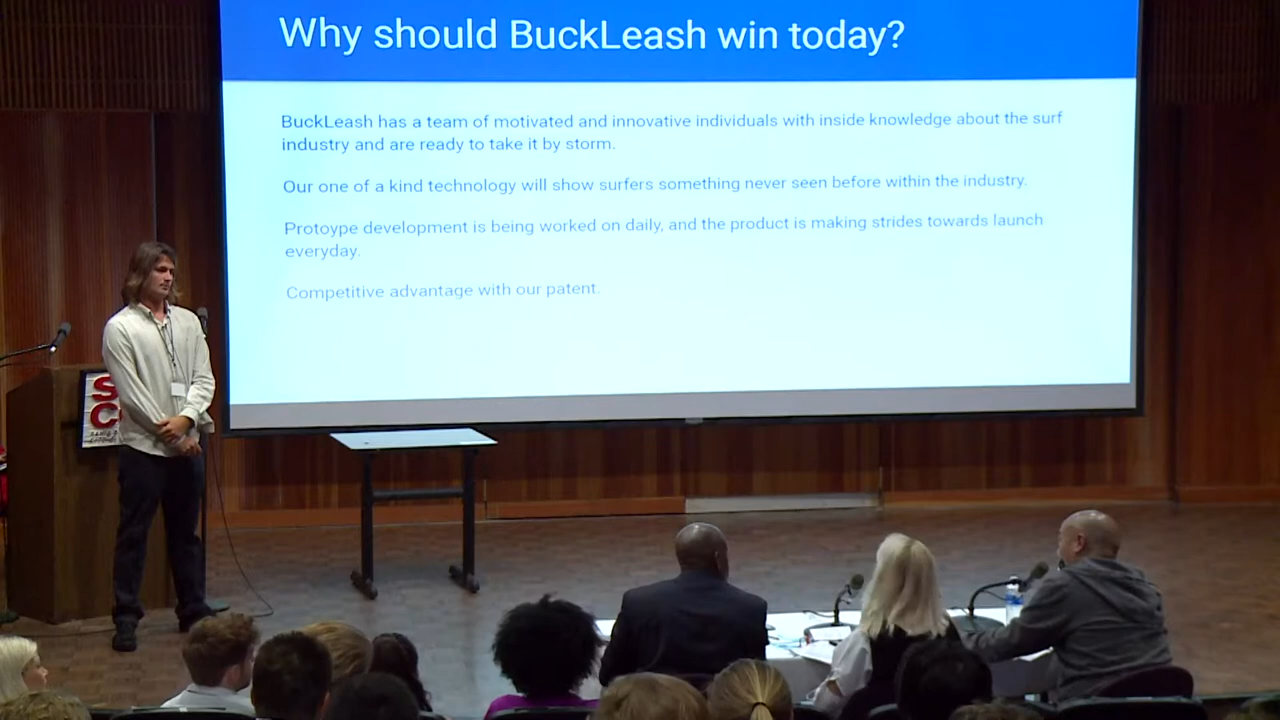 Why should BuckLeash win today?
BuckLeash has a team of motivated and innovative individuals with inside knowledge about the surf
industry and are ready to take it by storm.
Our one of a kind technology will show surfers something never seen before within the industry.
Protoype development is being worked on daily, and the product is making strides towards launch
everyday.
Competitive advantage with our patent.
S
C